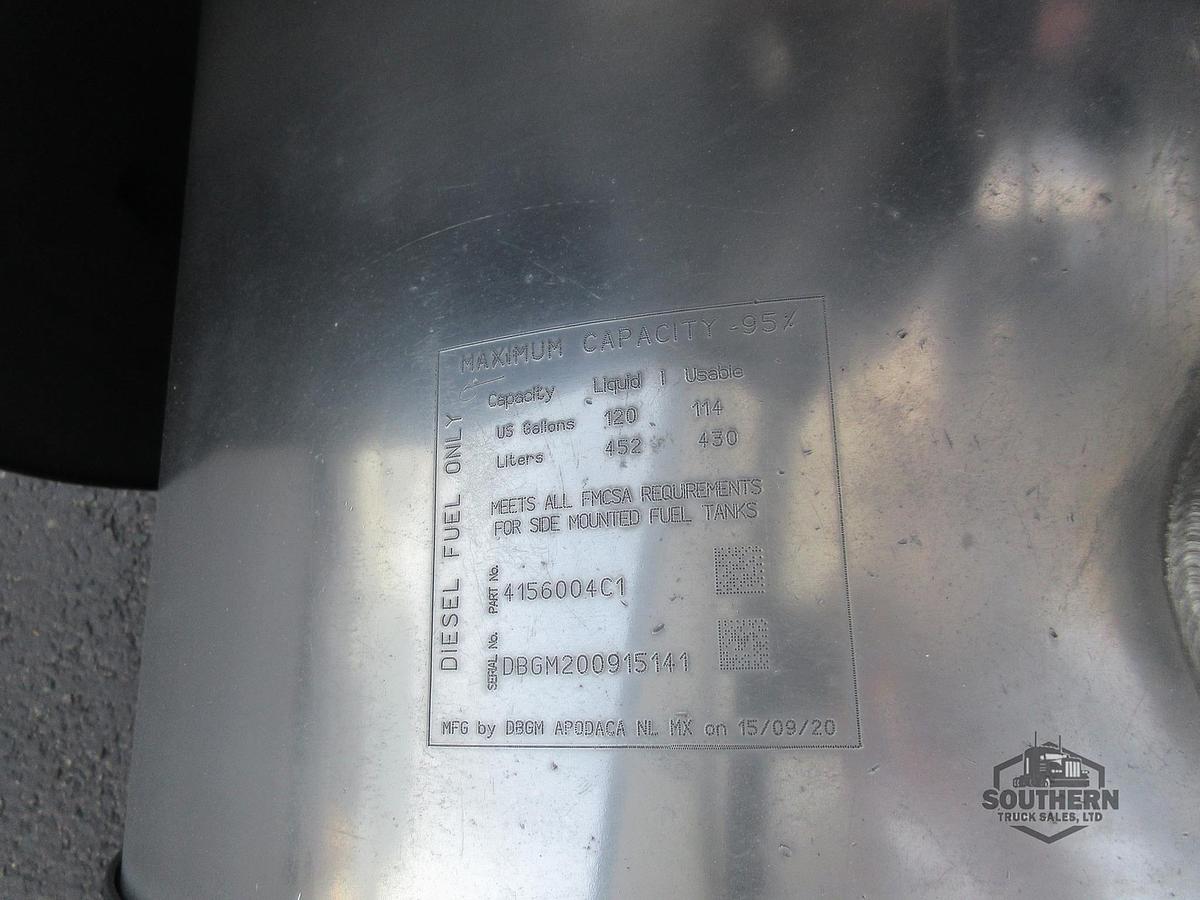 MAXIMUM CAPACITY -95%
Capacity Liquid | Usable
US Gallons 120 114
Liters 452 430
DIESEL FUEL ONLY
MEETS ALL FMCSA REQUIREMENTS
FOR SIDE MOUNTED FUEL TANKS
PART No. 4156004C1
SERIAL No. DBGM200915141
MFG by DBGM APODACA NL MX on 15/09/20
SOUTHERN
TRUCK SALES, LTD